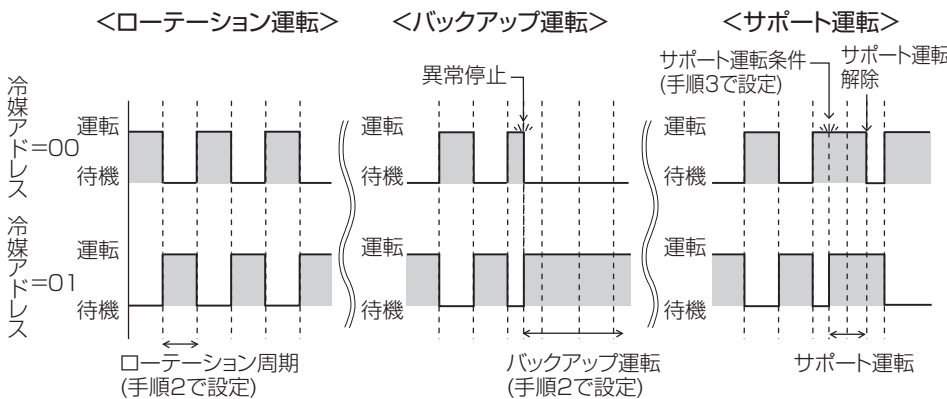 ＜ローテーション運転＞
＜バックアップ運転＞
＜サポート運転＞
異常停止
サポート運転条件
(手順3で設定)
サポート運転
解除
冷媒アドレス=00
運転
待機
運転
待機
運転
待機
冷媒アドレス=01
運転
待機
運転
待機
運転
待機
ローテーション周期
(手順2で設定)
バックアップ運転
(手順2で設定)
サポート運転